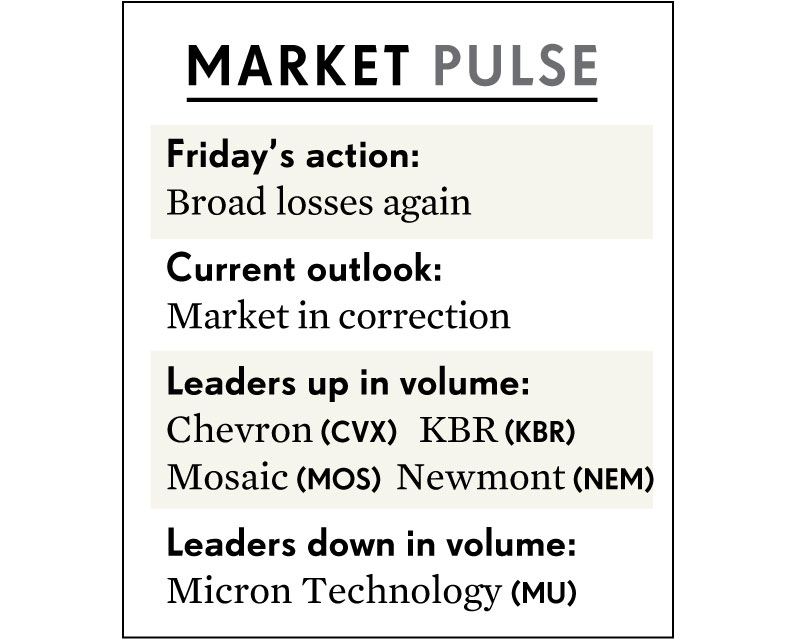 MARKET PULSE
Friday’s action:
Broad losses again
Current outlook:
Market in correction
Leaders up in volume:
Chevron (CVX) KBR (KBR)
Mosaic (MOS) Newmont (NEM)
Leaders down in volume:
Micron Technology (MU)